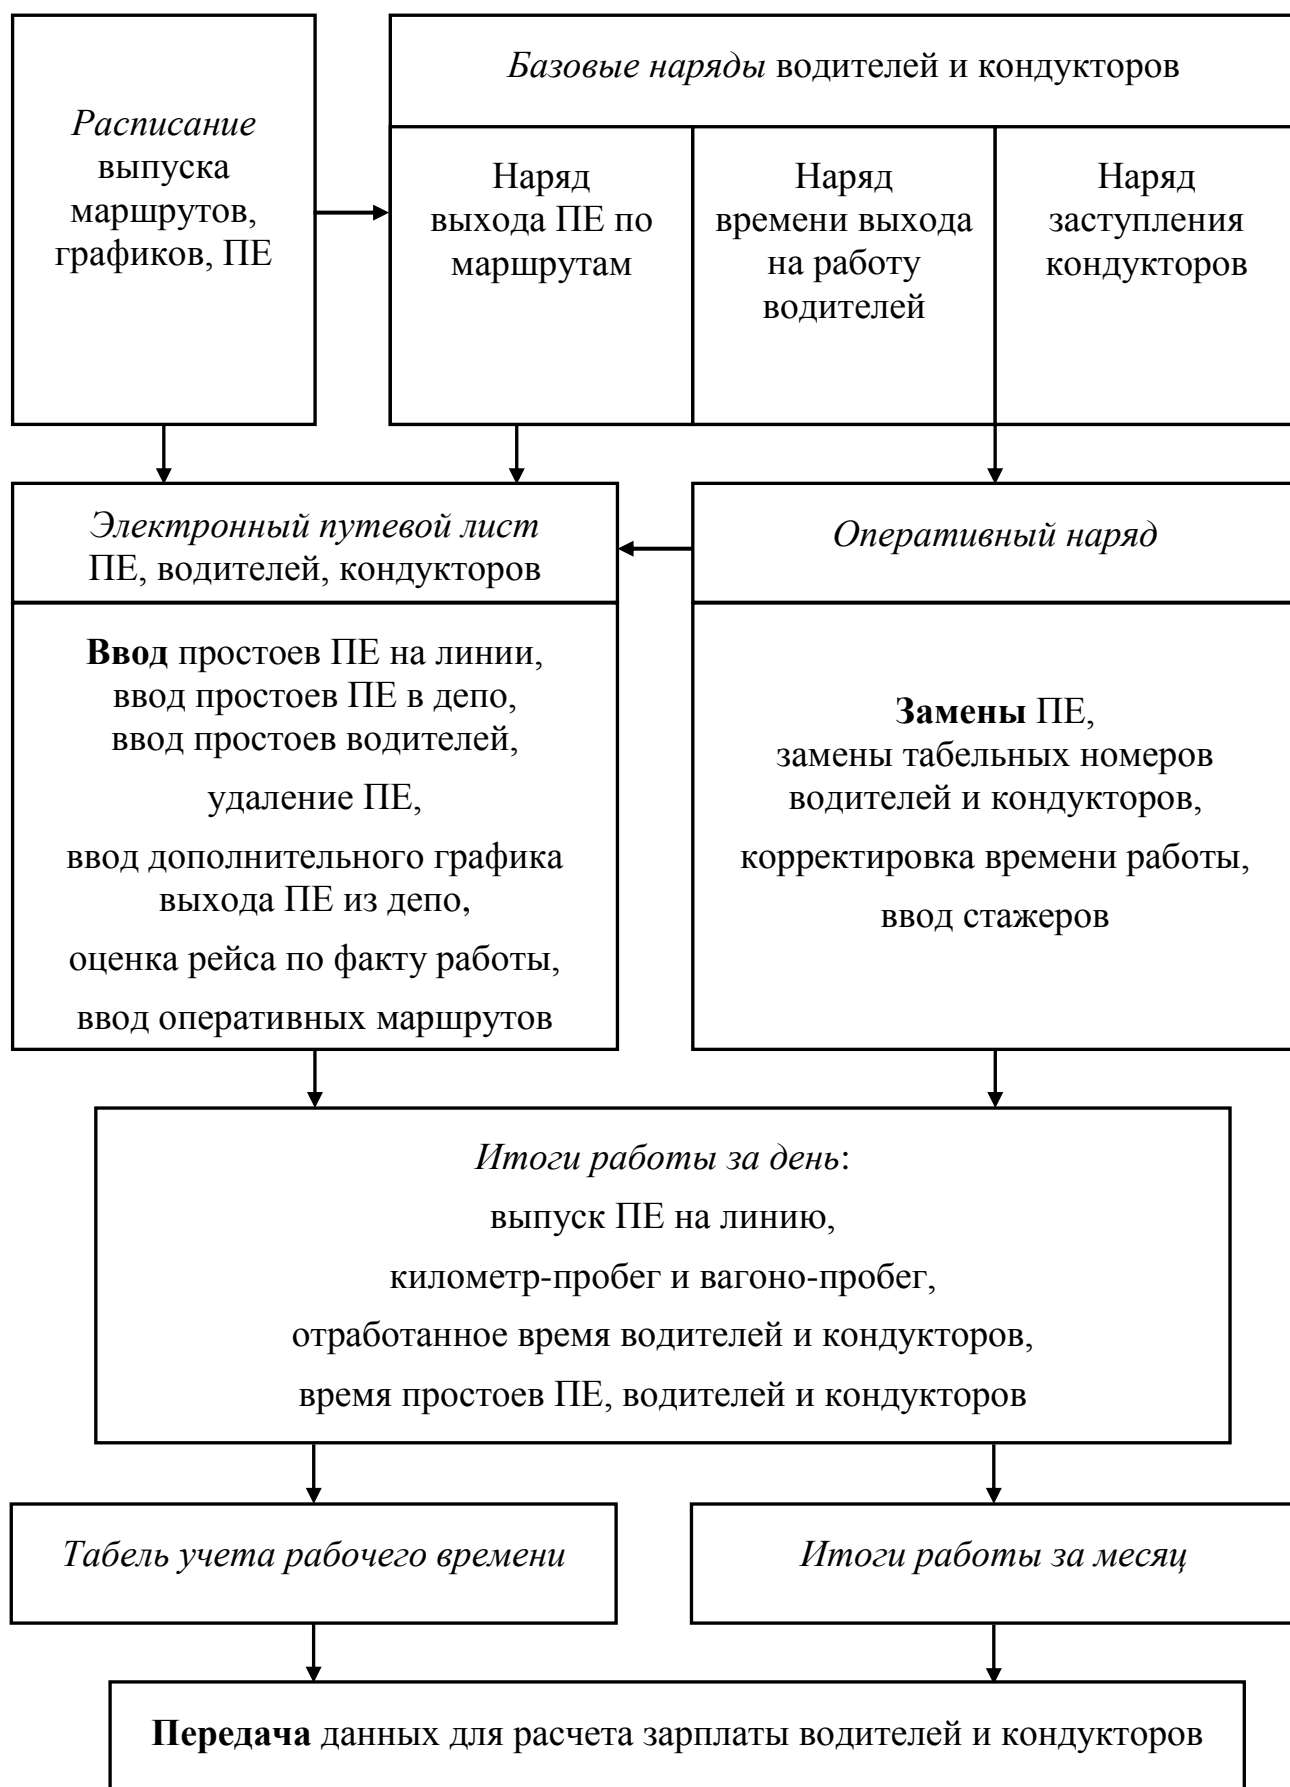 Расписание
выпуска
маршрутов,
графиков, ПЕ
Базовые наряды водителей и кондукторов
Наряд
выхода ПЕ по
маршрутам
Наряд
времени выхода
на работу
водителей
Наряд
заступления
кондукторов
Электронный путевой лист
ПЕ, водителей, кондукторов
Оперативный наряд
Ввод простоев ПЕ на линии,
ввод простоев ПЕ в депо,
ввод простоев водителей,
удаление ПЕ,
ввод дополнительного графика
выхода ПЕ из депо,
оценка рейса по факту работы,
ввод оперативных маршрутов
Замены ПЕ,
замены табельных номеров
водителей и кондукторов,
корректировка времени работы,
ввод стажеров
Итоги работы за день:
выпуск ПЕ на линию,
километр-пробег и вагоно-пробег,
отработанное время водителей и кондукторов,
время простоев ПЕ, водителей и кондукторов
Табель учета рабочего времени
Итоги работы за месяц
Передача данных для расчета зарплаты водителей и кондукторов